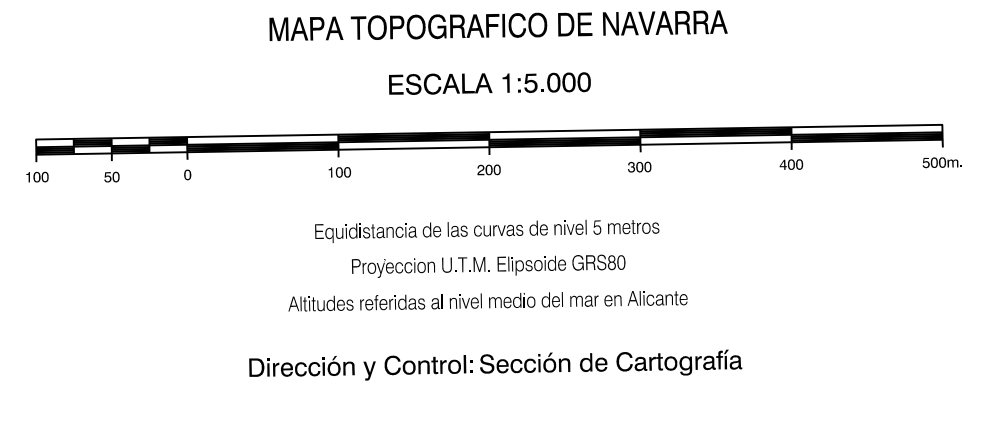 MAPA TOPOGRAFICO DE NAVARRA
ESCALA 1:5.000
100 50 0 100 200 300 400 500m.
Equidistancia de las curvas de nivel 5 metros
Proyeccion U.T.M. Elipsoide GRS80
Altitudes referidas al nivel medio del mar en Alicante
Dirección y Control: Sección de Cartografía